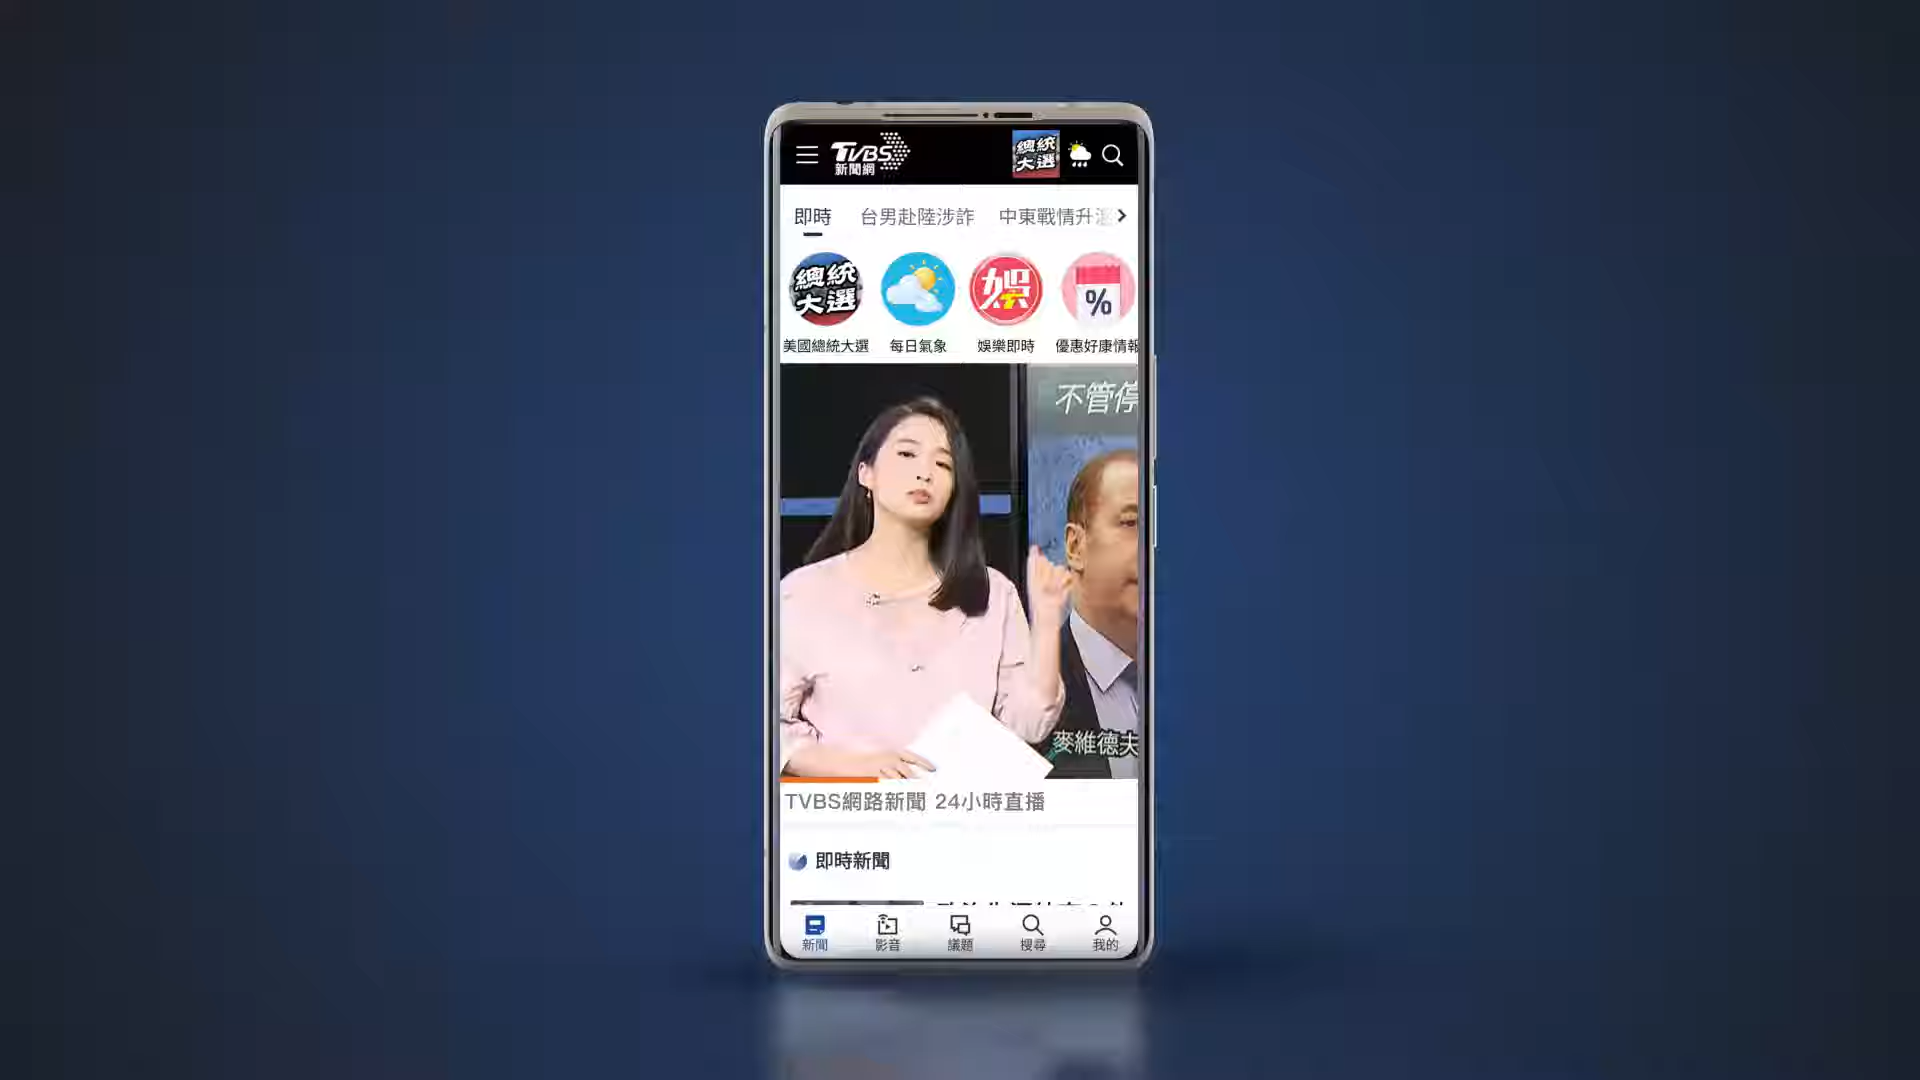 TVBS
新聞網
總統
大選
即時 台男赴陸涉詐 中東戰情升
總統
大選
娛
%
美國總統大選 每日氣象 娛樂即時 優惠好康情報
不管停
麥維德夫
TVBS網路新聞 24小時直播
即時新聞
新聞 影音 議題 搜尋 我的